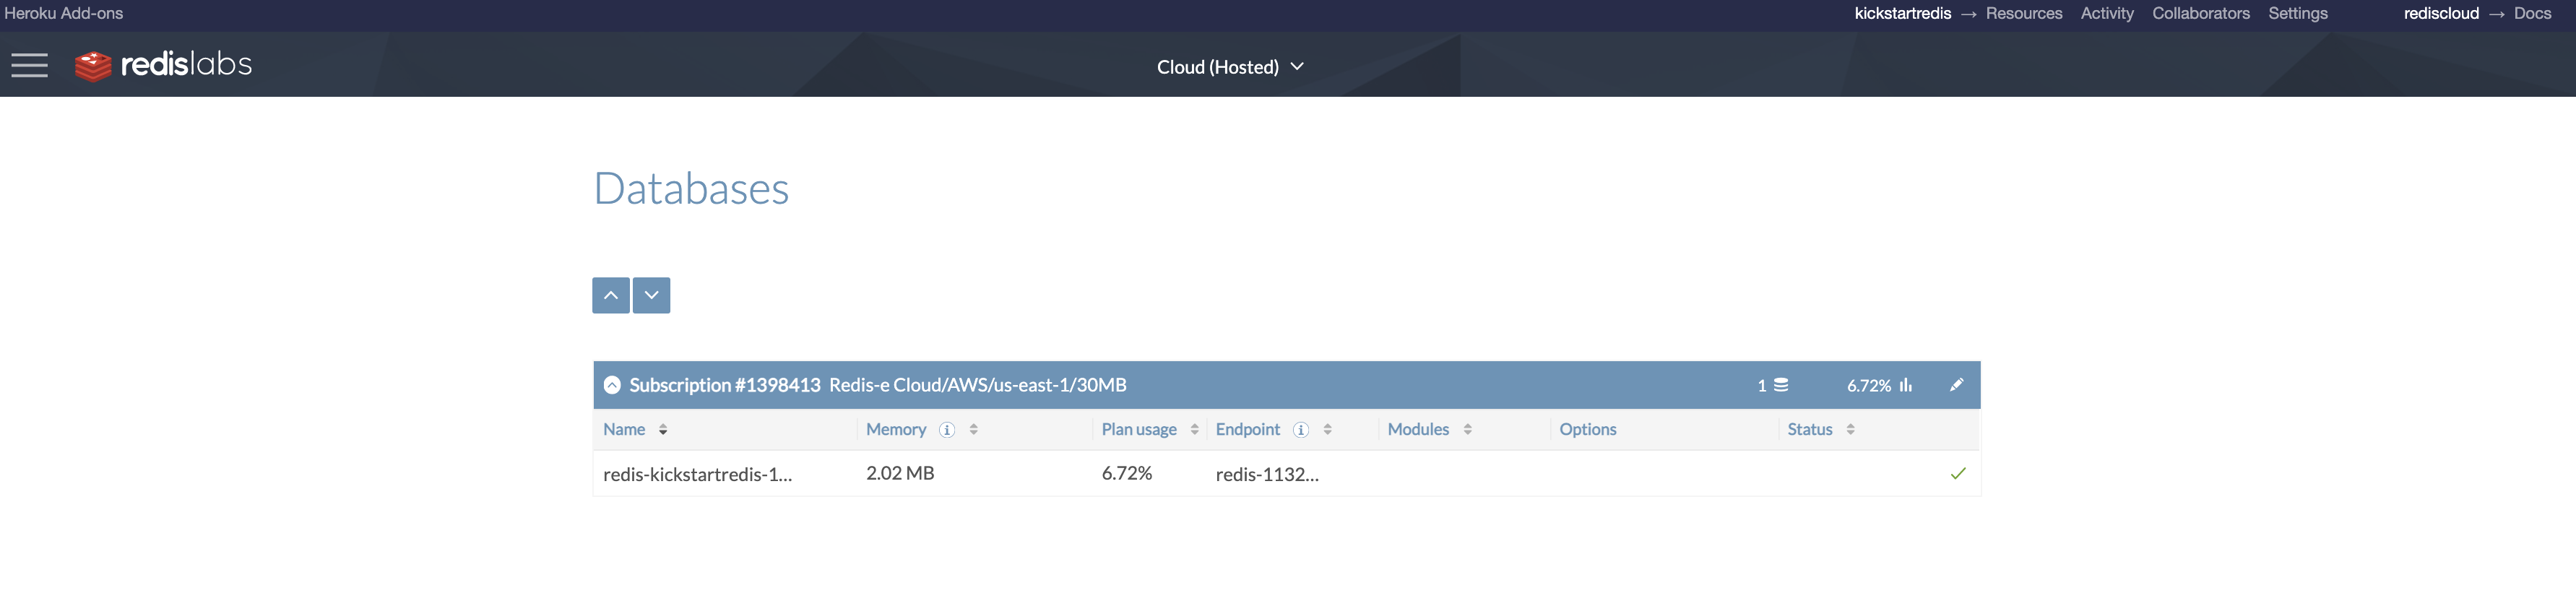 Heroku Add-ons kickstartredis → Resources Activity Collaborators Settings rediscloud → Docs
redislabs Cloud (Hosted)
Databases
Subscription #1398413 Redis-e Cloud/AWS/us-east-1/30MB 1 6.72%
Name Memory Plan usage Endpoint Modules Options Status
redis-kickstartredis-1... 2.02 MB 6.72% redis-1132...